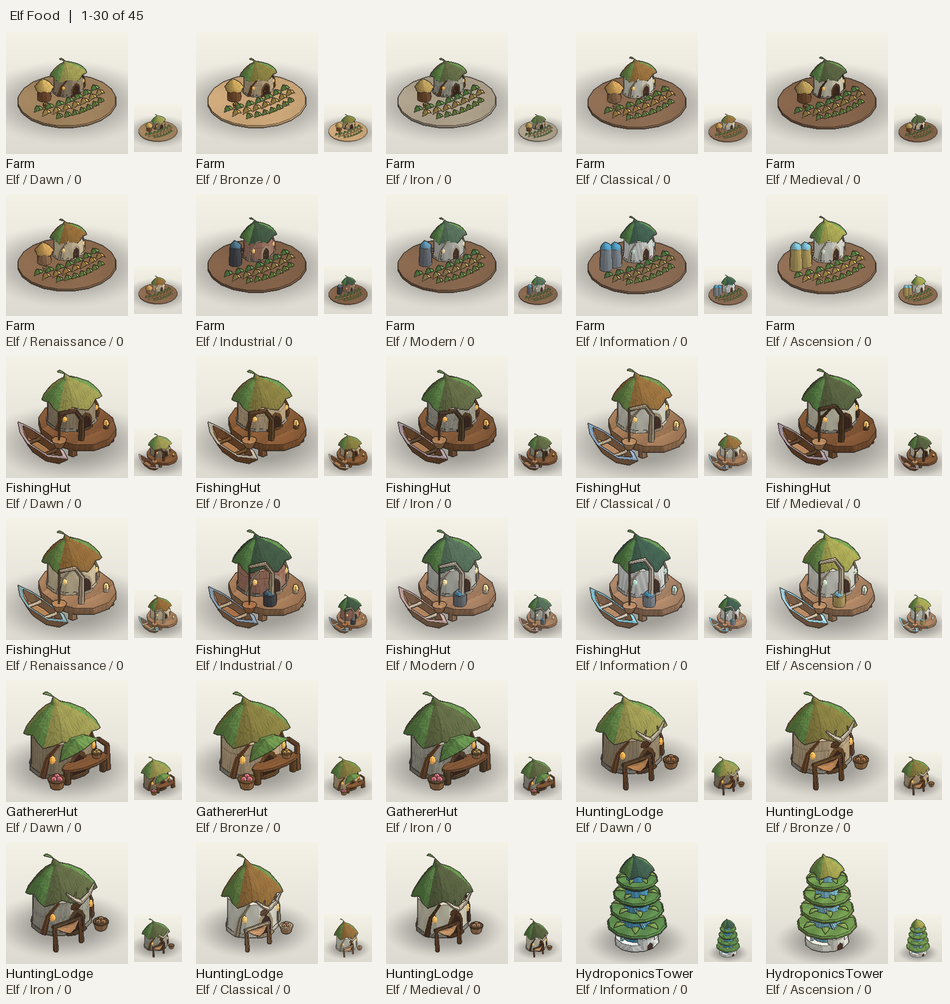 Elf Food | 1-30 of 45
Farm Farm Farm Farm Farm
Elf / Dawn / 0 Elf / Bronze / 0 Elf / Iron / 0 Elf / Classical / 0 Elf / Medieval / 0
Farm Farm Farm Farm Farm
Elf / Renaissance / 0 Elf / Industrial / 0 Elf / Modern / 0 Elf / Information / 0 Elf / Ascension / 0
FishingHut FishingHut FishingHut FishingHut FishingHut
Elf / Dawn / 0 Elf / Bronze / 0 Elf / Iron / 0 Elf / Classical / 0 Elf / Medieval / 0
FishingHut FishingHut FishingHut FishingHut FishingHut
Elf / Renaissance / 0 Elf / Industrial / 0 Elf / Modern / 0 Elf / Information / 0 Elf / Ascension / 0
GathererHut GathererHut GathererHut HuntingLodge HuntingLodge
Elf / Dawn / 0 Elf / Bronze / 0 Elf / Iron / 0 Elf / Dawn / 0 Elf / Bronze / 0
HuntingLodge HuntingLodge HuntingLodge HydroponicsTower HydroponicsTower
Elf / Iron / 0 Elf / Classical / 0 Elf / Medieval / 0 Elf / Information / 0 Elf / Ascension / 0